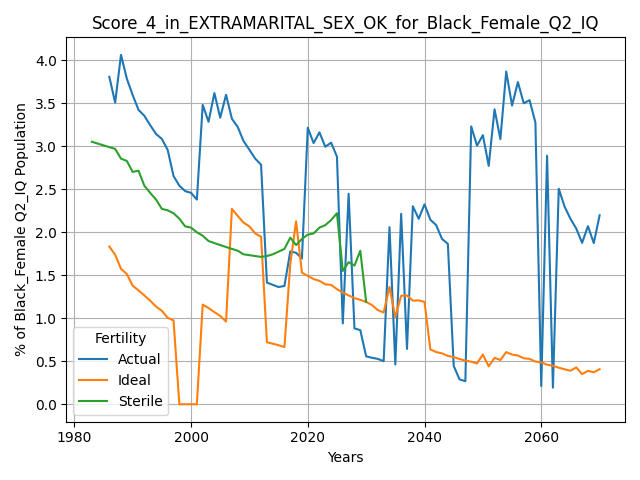 Score_4_in_EXTRAMARITAL_SEX_OK_for_Black_Female_Q2_IQ
% of Black_Female Q2_IQ Population
4.0
3.5
3.0
2.5
2.0
1.5
1.0
0.5
0.0
Fertility
Actual
Ideal
Sterile
1980 2000 2020 2040 2060
Years